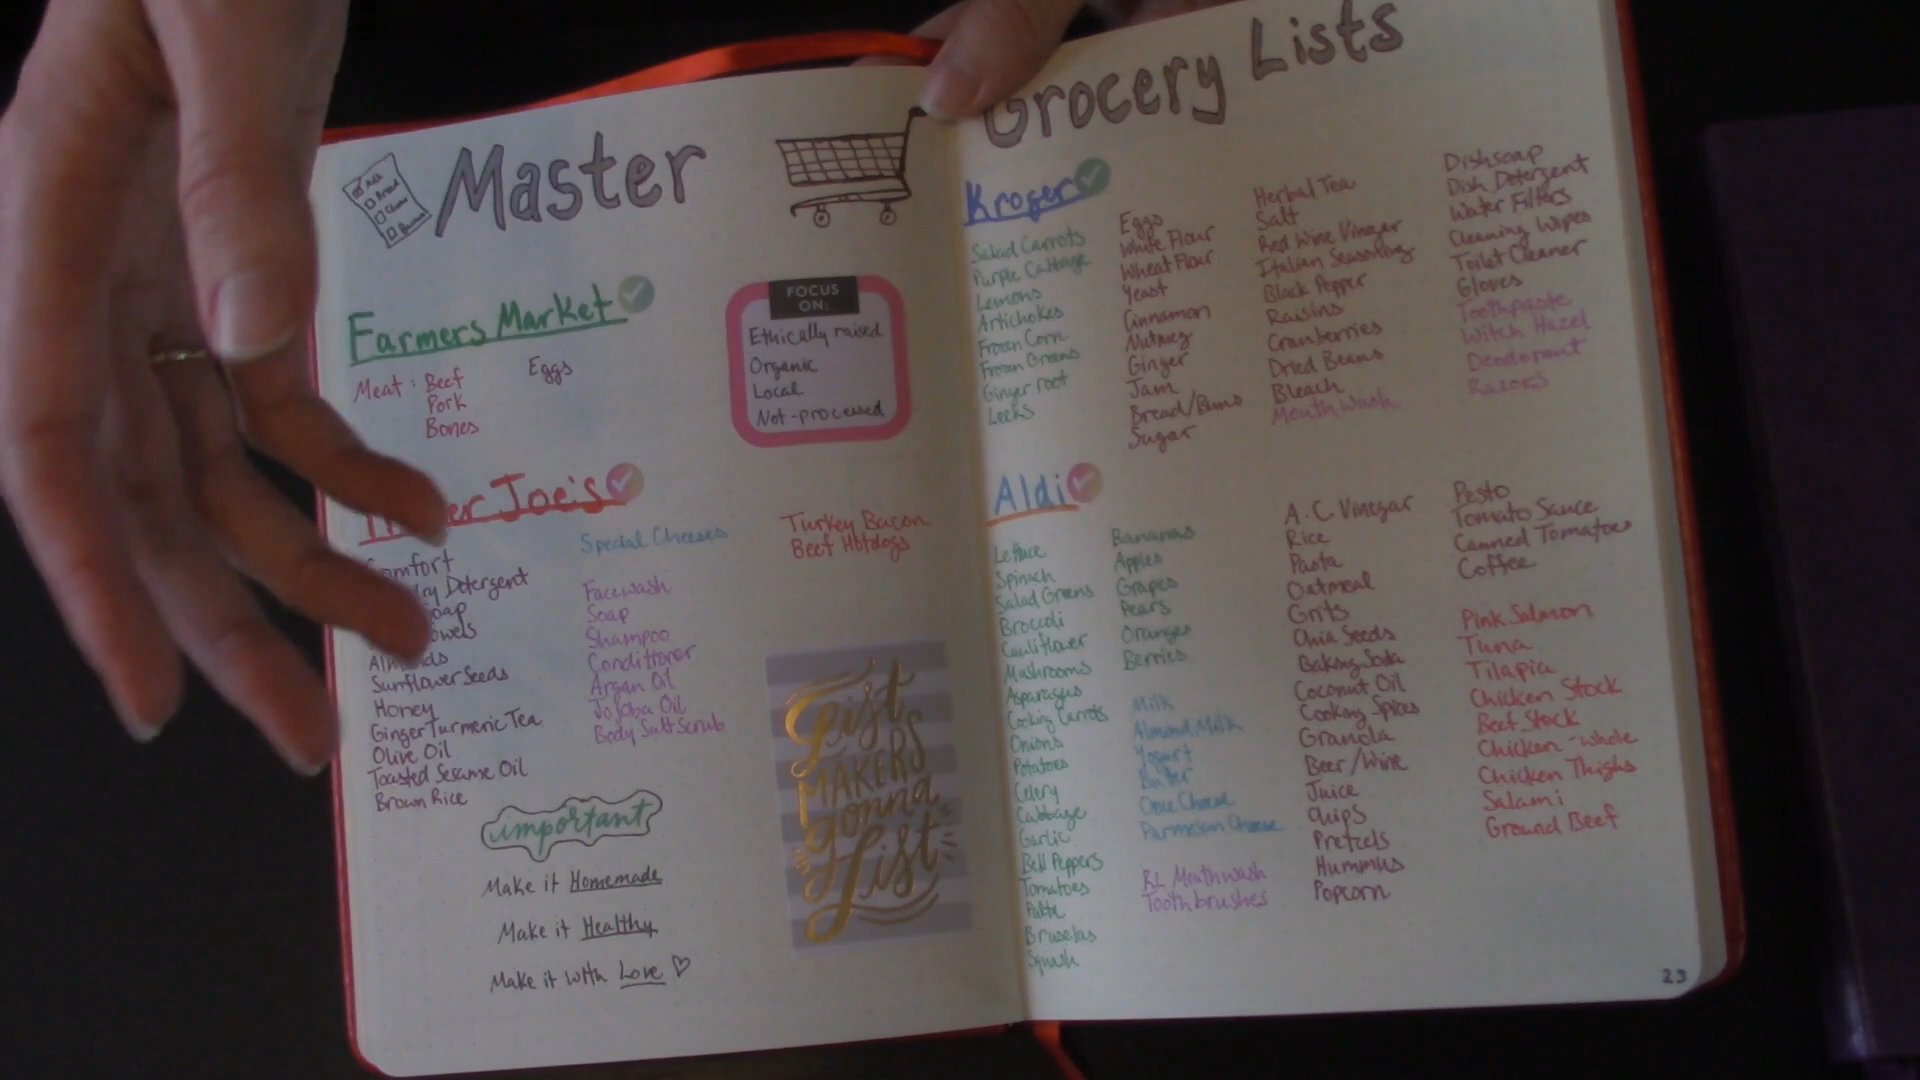 Master
Grocery Lists
Farmers Market
Meat: Beef
Pork
Bones
Eggs
FOCUS
ON:
Ethically raised
Organic
Local
Not-processed
Joe's
Detergent
Almonds
Sunflower Seeds
Honey
Ginger Turmeric Tea
Olive Oil
Toasted Sesame Oil
Brown Rice
Special Cheeses
Facewash
Soap
Shampoo
Conditioner
Argan Oil
Jojoba Oil
Body Salt Scrub
Turkey Bacon
Beef Hotdogs
important
Make it Homemade
Make it Healthy
Make it with Love
MAKERS
gonna
List
Kroger
Salad Carrots
Purple Cabbage
Lemons
Artichokes
Frozen Corn
Frozen Greens
Ginger root
Leeks
Eggs
White Flour
Wheat Flour
Yeast
Cinnamon
Nutmeg
Ginger
Jam
Bread/Buns
Sugar
Herbal Tea
Salt
Red Wine Vinegar
Italian Seasoning
Black Pepper
Raisins
Cranberries
Dried Beans
Bleach
Mouth Wash
Dishsoap
Dish Detergent
Water Filters
Cleaning Wipes
Toilet Cleaner
Gloves
Toothpaste
Witch Hazel
Deodorant
Razors
Aldi
Lettuce
Spinach
Salad Greens
Broccoli
Cauliflower
Mushrooms
Asparagus
Cooking Carrots
Onions
Potatoes
Celery
Cabbage
Garlic
Bell Peppers
Tomatoes
Squash
Bananas
Apples
Grapes
Pears
Oranges
Berries
Milk
Almond Milk
Yogurt
Butter
Cheese
Parmesan Cheese
RL Mouthwash
Toothbrushes
A.C. Vinegar
Rice
Pasta
Oatmeal
Grits
Chia Seeds
Baking Soda
Coconut Oil
Cooking Spices
Granola
Beer/Wine
Juice
Chips
Pretzels
Hummus
Popcorn
Pesto
Tomato Sauce
Canned Tomatoes
Coffee
Pink Salmon
Tuna
Tilapia
Chicken Stock
Beef Stock
Chicken-whole
Chicken Thighs
Salami
Ground Beef
23